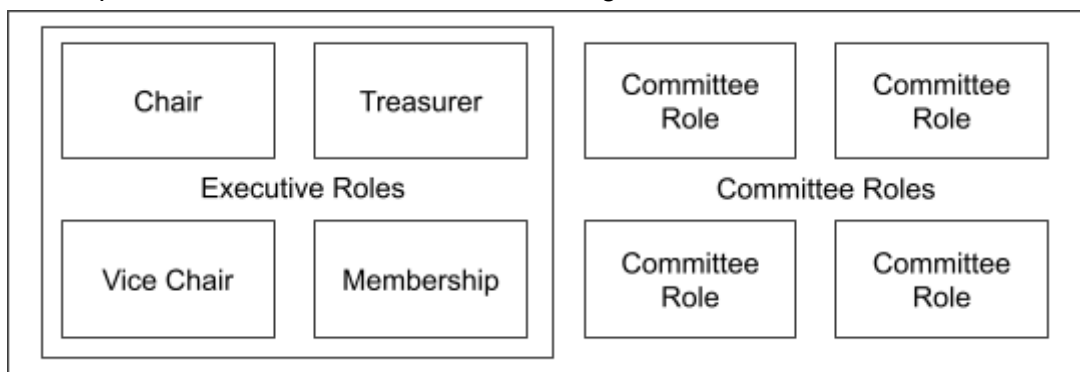 Chair
Treasurer
Committee
Role
Committee
Role
Executive Roles
Committee Roles
Vice Chair
Membership
Committee
Role
Committee
Role